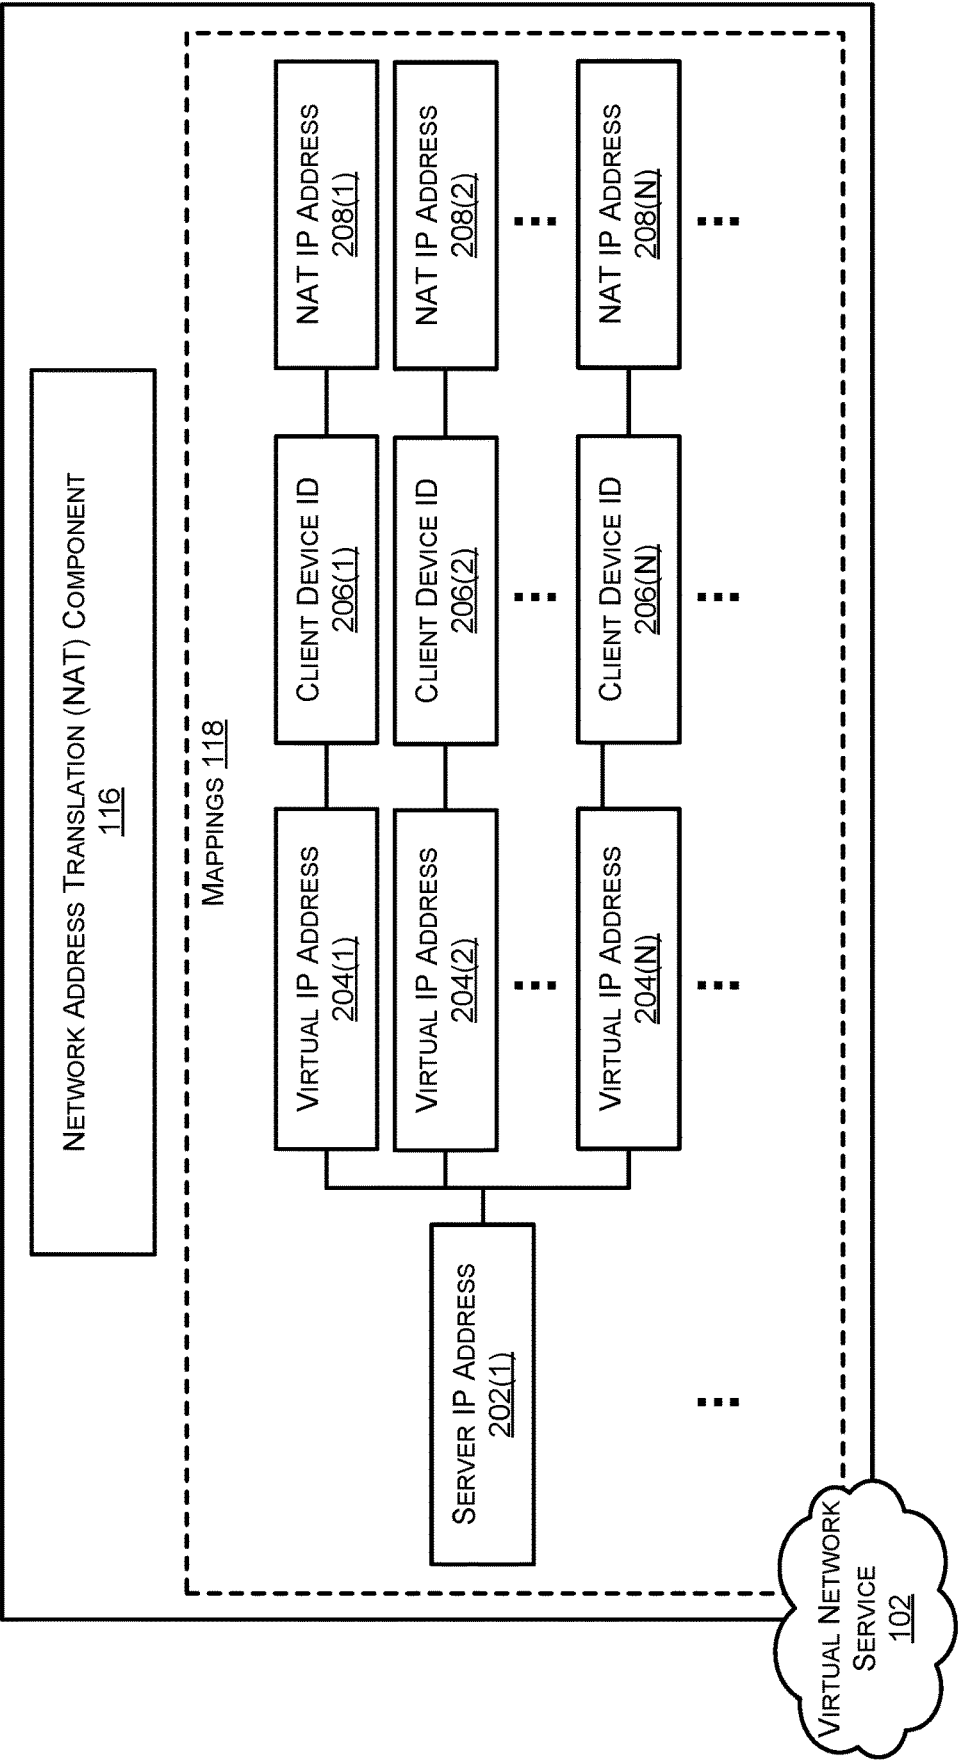 NETWORK ADDRESS TRANSLATION (NAT) COMPONENT
116
MAPPINGS 118
SERVER IP ADDRESS
202(1)
VIRTUAL IP ADDRESS
204(1)
CLIENT DEVICE ID
206(1)
NAT IP ADDRESS
208(1)
VIRTUAL IP ADDRESS
204(2)
CLIENT DEVICE ID
206(2)
NAT IP ADDRESS
208(2)
VIRTUAL IP ADDRESS
204(N)
CLIENT DEVICE ID
206(N)
NAT IP ADDRESS
208(N)
VIRTUAL NETWORK
SERVICE
102